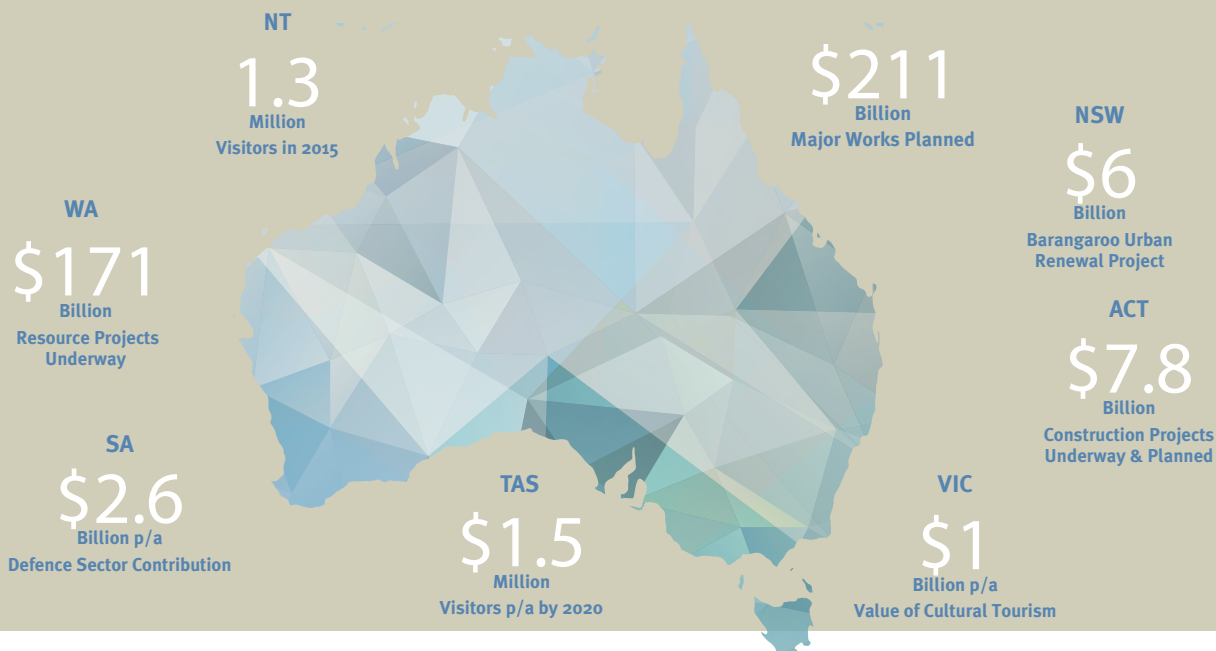 NT
1.3
Million
Visitors in 2015
$211
Billion
Major Works Planned
NSW
$6
Billion
Barangaroo Urban
Renewal Project
WA
$171
Billion
Resource Projects
Underway
ACT
$7.8
Billion
Construction Projects
Underway & Planned
SA
$2.6
Billion p/a
Defence Sector Contribution
TAS
$1.5
Million
Visitors p/a by 2020
VIC
$1
Billion p/a
Value of Cultural Tourism